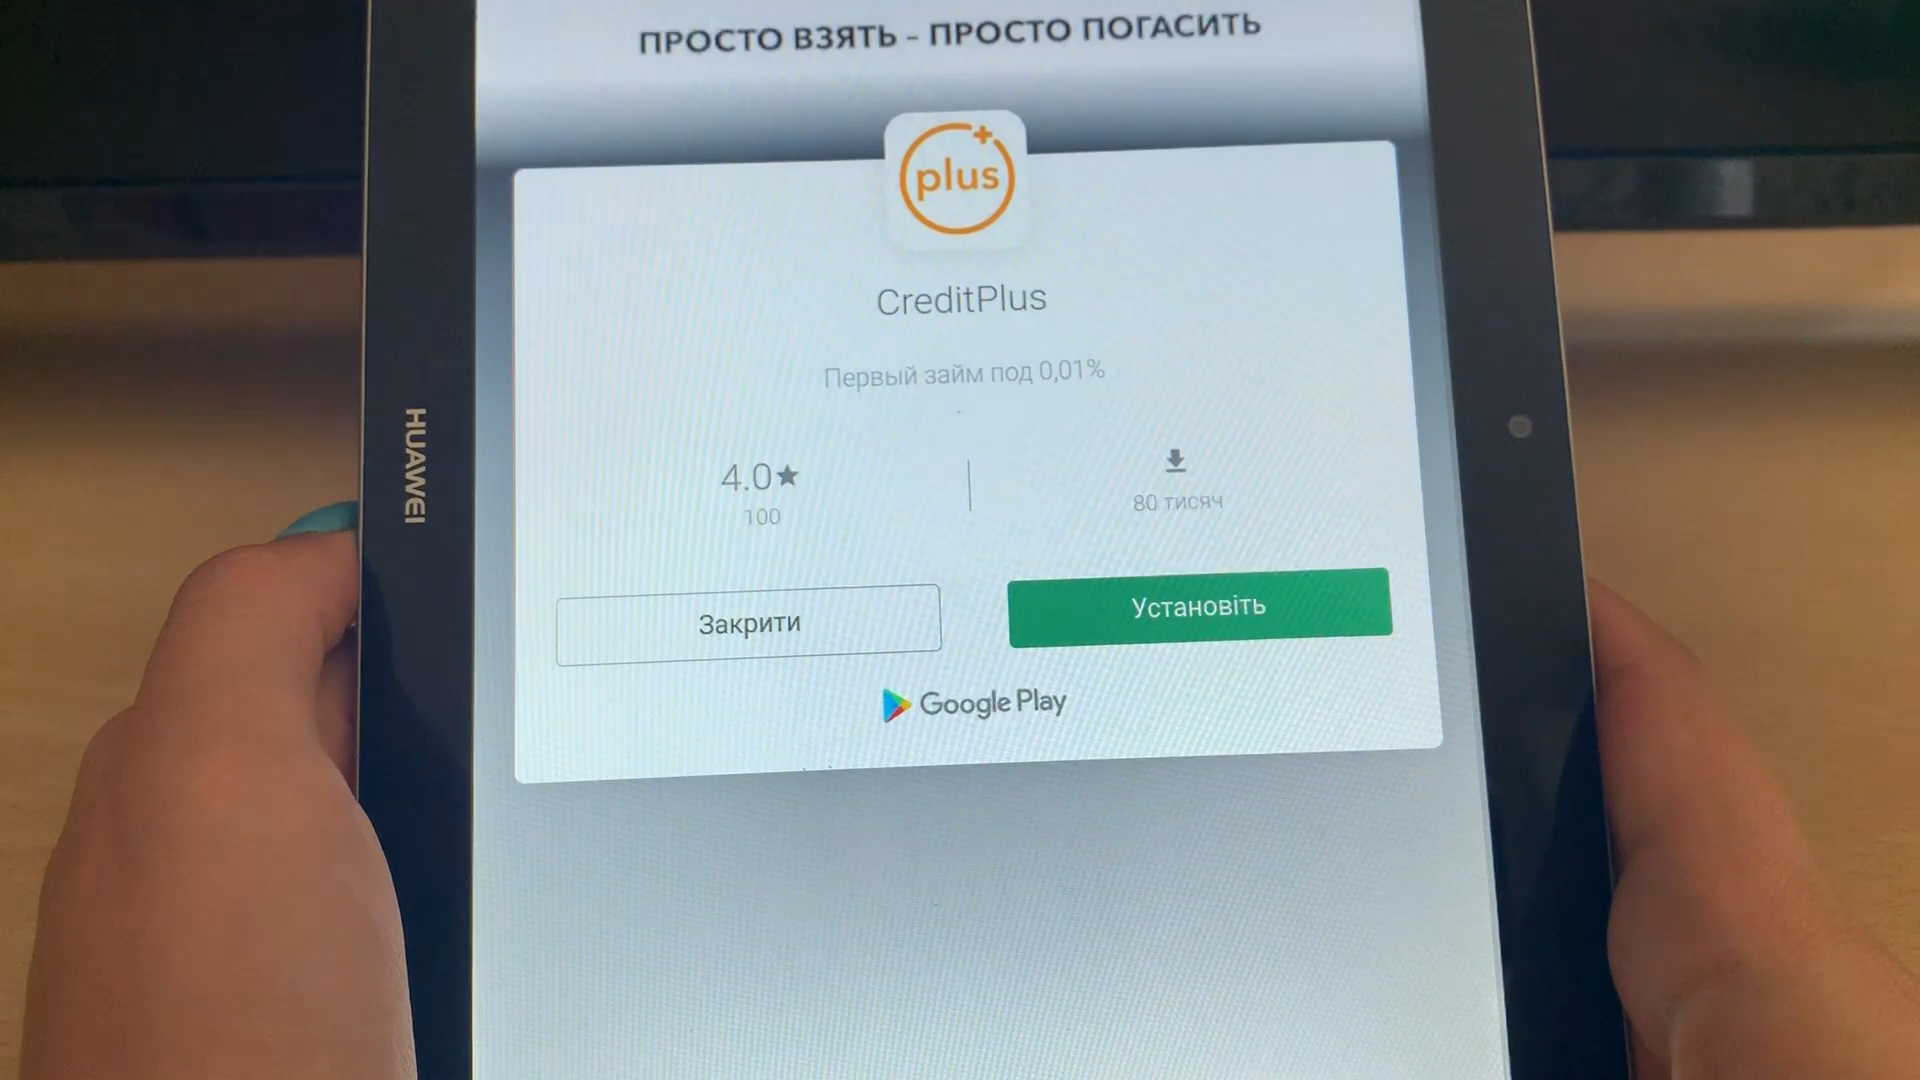 ПРОСТО ВЗЯТЬ - ПРОСТО ПОГАСИТЬ
plus
CreditPlus
Первый займ под 0,01%
4.0★
100
80 тисяч
Закрити
Установіть
Google Play
HUAWEI